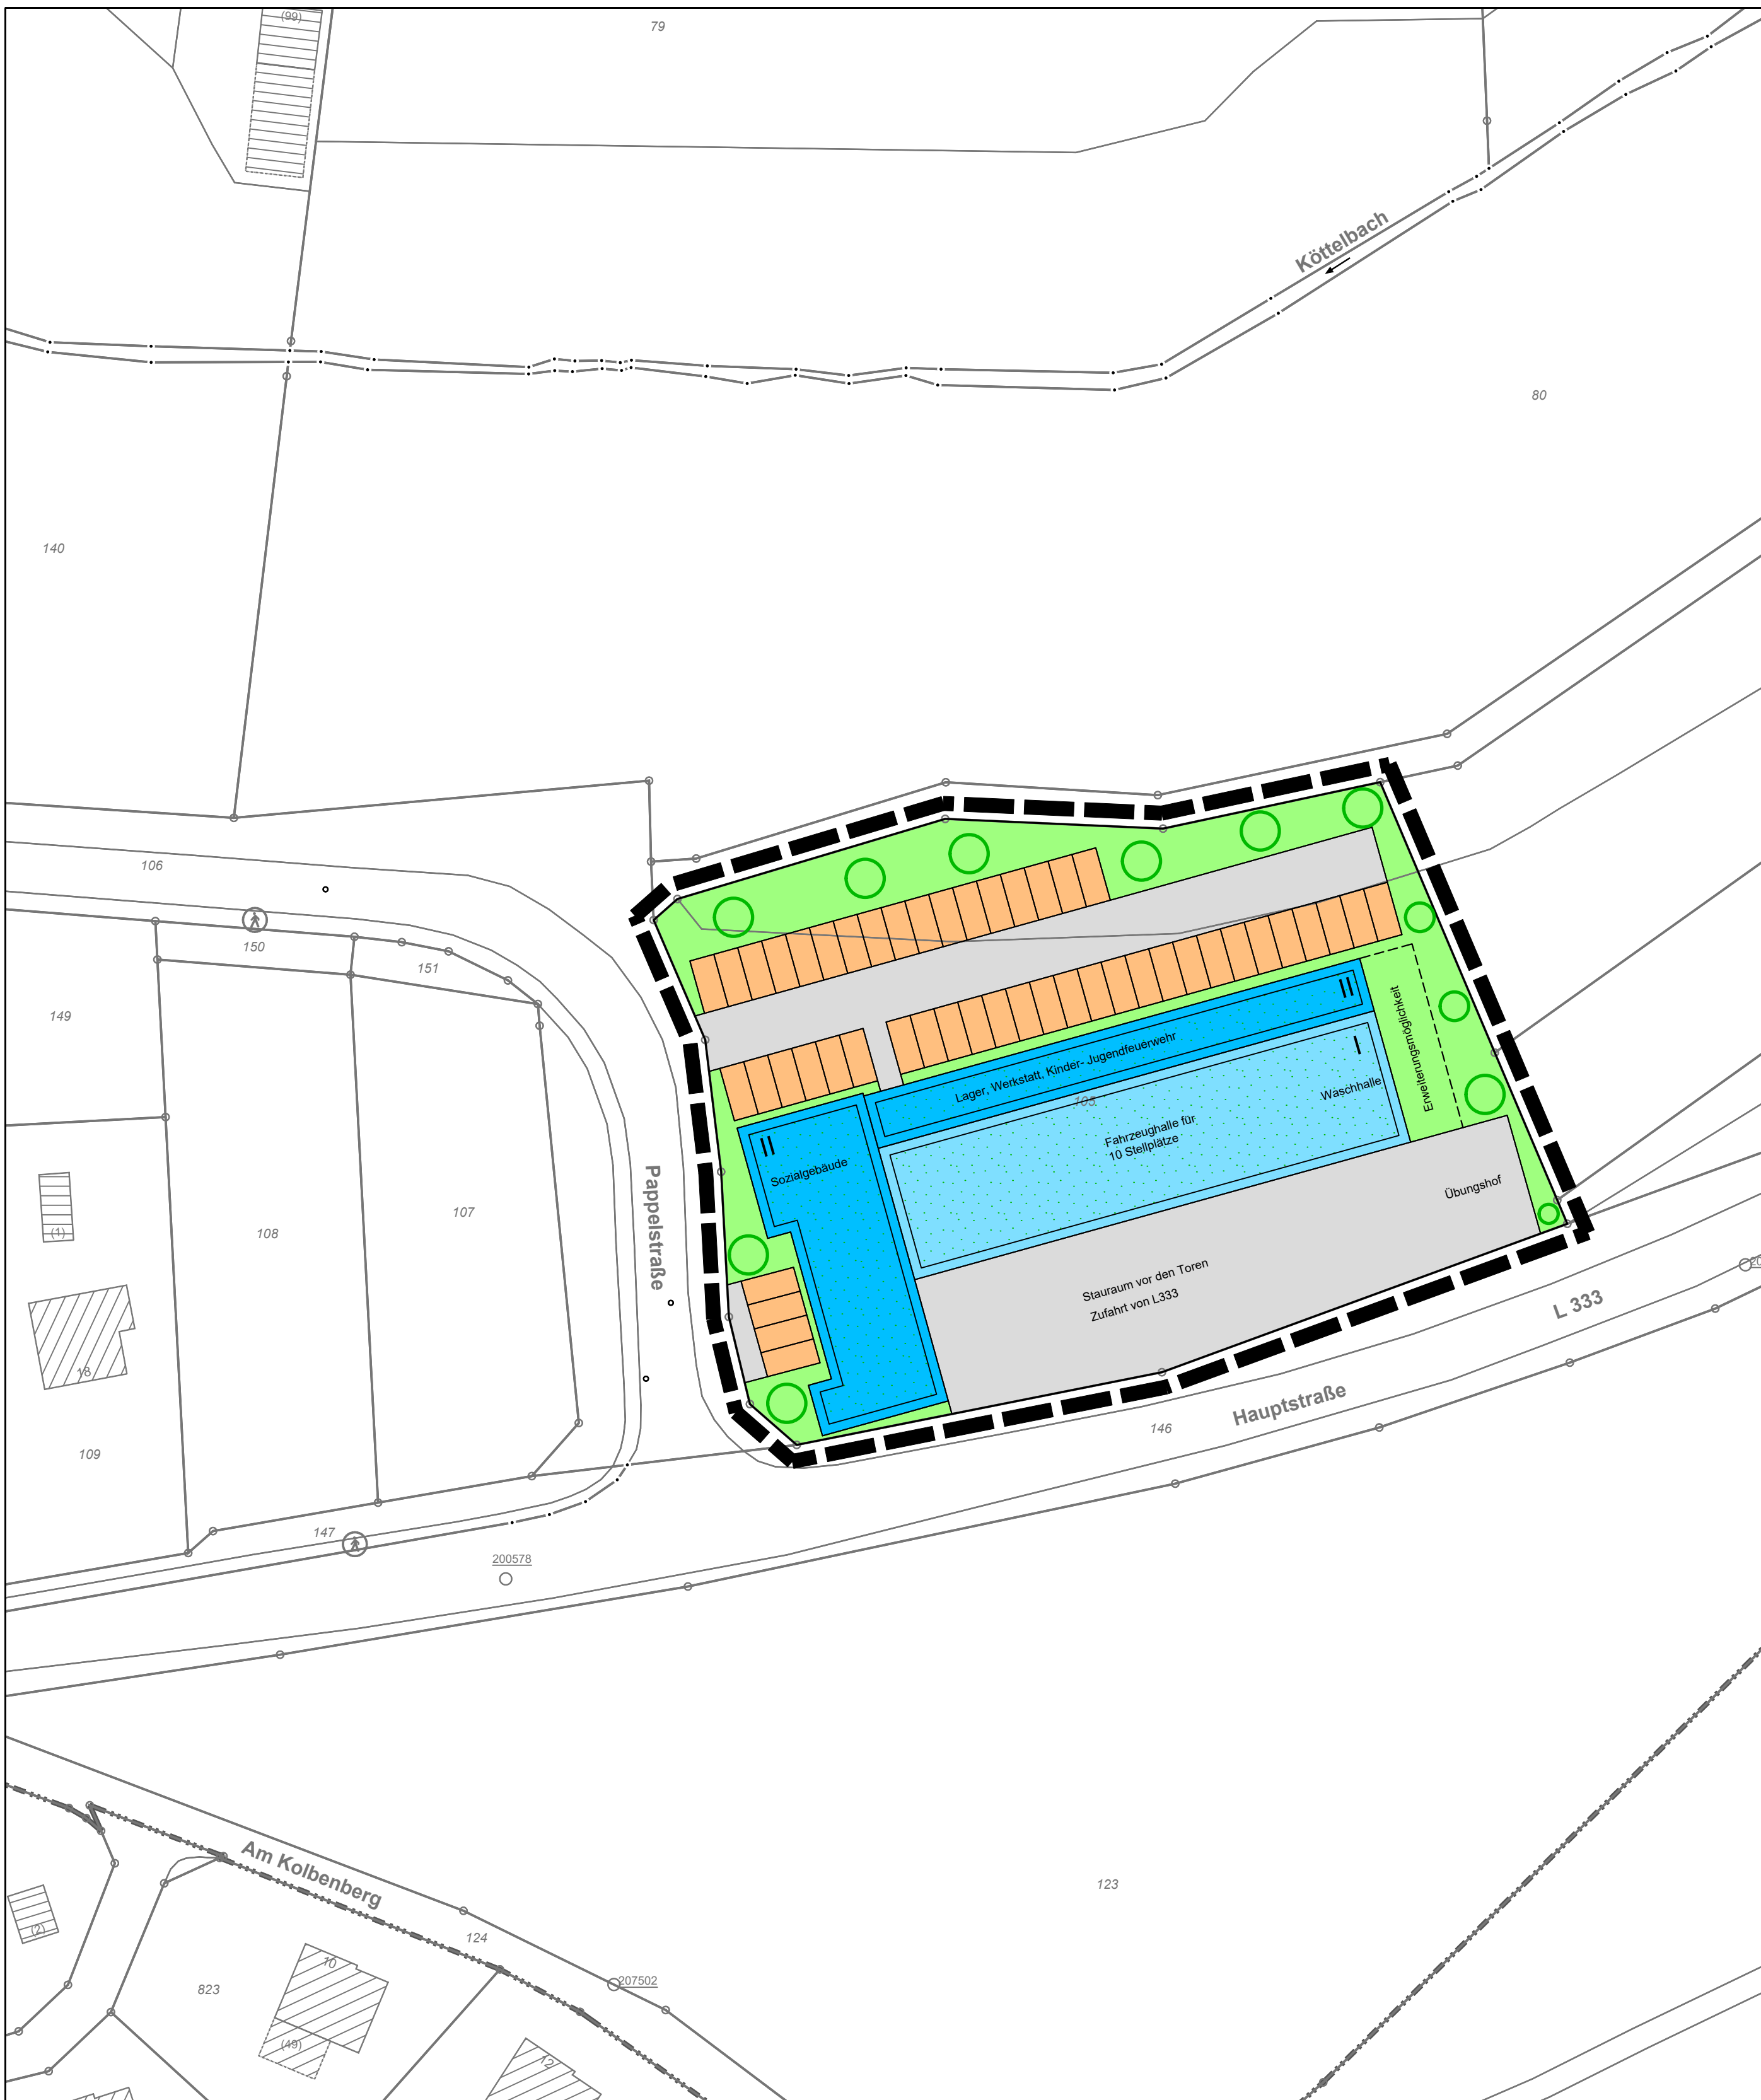 (99)
79
Köttelbach
80
140
106
150
151
149
105
Lager, Werkstatt, Kinder- Jugendfeuerwehr
II
I
Erweiterungsmöglichkeit
Waschhalle
Fahrzeughalle für
10 Stellplätze
II
Sozialgebäude
Pappelstraße
Übungshof
(1)
108
107
Stauraum vor den Toren
Zufahrt von L333
18
L 333
20
Hauptstraße
146
109
147
200578
Am Kolbenberg
123
(2)
124
10
823
207502
(49)
12